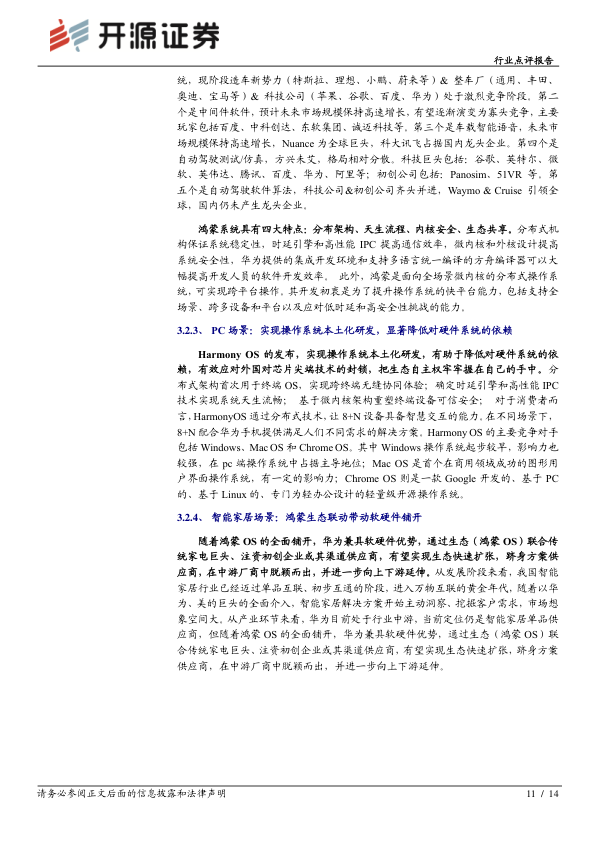 开源证券
行业点评报告
统，现阶段造车新势力（特斯拉、理想、小鹏、蔚来等）& 整车厂（通用、丰田、
奥迪、宝马等）& 科技公司（苹果、谷歌、百度、华为）处于激烈竞争阶段。第二
个是中间件软件，预计未来市场规模保持高速增长，有望逐渐演变为寡头竞争，主要
玩家包括百度、中科创达、东软集团、诚迈科技等。第三个是车载智能语音，未来市
场规模保持高速增长，Nuance 为全球巨头，科大讯飞占据国内龙头企业。第四个是
自动驾驶测试/仿真，方兴未艾，格局相对分散。科技巨头包括：谷歌、英特尔、微
软、英伟达、腾讯、百度、华为、阿里等；初创公司包括：Panosim、51VR 等。第
五个是自动驾驶软件算法，科技公司&初创公司齐头并进，Waymo & Cruise 引领全
球，国内仍未产生龙头企业。
鸿蒙系统具有四大特点：分布架构、天生流程、内核安全、生态共享。分布式机
构保证系统稳定性，时延引擎和高性能 IPC 提高通信效率，微内核和外核设计提高
系统安全性，华为提供的集成开发环境和支持多语言统一编译的方舟编译器可以大
幅提高开发人员的软件开发效率。 此外，鸿蒙是面向全场景微内核的分布式操作系
统，可实现跨平台操作。其开发初衷是为了提升操作系统的快平台能力，包括支持全
场景、跨多设备和平台以及应对低时延和高安全性挑战的能力。
3.2.3、 PC 场景：实现操作系统本土化研发，显著降低对硬件系统的依赖
Harmony OS 的发布，实现操作系统本土化研发，有助于降低对硬件系统的依
赖，有效应对外国对芯片尖端技术的封锁，把生态自主权牢牢握在自己的手中。分
布式架构首次用于终端 OS，实现跨终端无缝协同体验；确定时延引擎和高性能 IPC
技术实现系统天生流畅； 基于微内核架构重塑终端设备可信安全； 对于消费者而
言，HarmonyOS 通过分布式技术，让 8+N 设备具备智慧交互的能力。在不同场景下，
8+N 配合华为手机提供满足人们不同需求的解决方案。Harmony OS 的主要竞争对手
包括 Windows、Mac OS 和 Chrome OS。其中 Windows 操作系统起步较早，影响力也
较强，在 pc 端操作系统中占据主导地位；Mac OS 是首个在商用领域成功的图形用
户界面操作系统，有一定的影响力；Chrome OS 则是一款 Google 开发的、基于 PC
的、基于 Linux 的、专门为轻办公设计的轻量级开源操作系统。
3.2.4、 智能家居场景：鸿蒙生态联动带动软硬件铺开
随着鸿蒙 OS 的全面铺开，华为兼具软硬件优势，通过生态（鸿蒙 OS）联合传
统家电巨头、注资初创企业或其渠道供应商，有望实现生态快速扩张，跻身方案供
应商，在中游厂商中脱颖而出，并进一步向上下游延伸。从发展阶段来看，我国智能
家居行业已经迈过单品互联、初步互通的阶段，进入万物互联的黄金年代，随着以华
为、美的巨头的全面介入，智能家居解决方案开始主动洞察、挖掘客户需求，市场想
象空间大。从产业环节来看，华为目前处于行业中游，当前定位仍是智能家居单品供
应商，但随着鸿蒙 OS 的全面铺开，华为兼具软硬件优势，通过生态（鸿蒙 OS）联
合传统家电巨头、注资初创企业或其渠道供应商，有望实现生态快速扩张，跻身方案
供应商，在中游厂商中脱颖而出，并进一步向上下游延伸。
请务必参阅正文后面的信息披露和法律声明
11 / 14